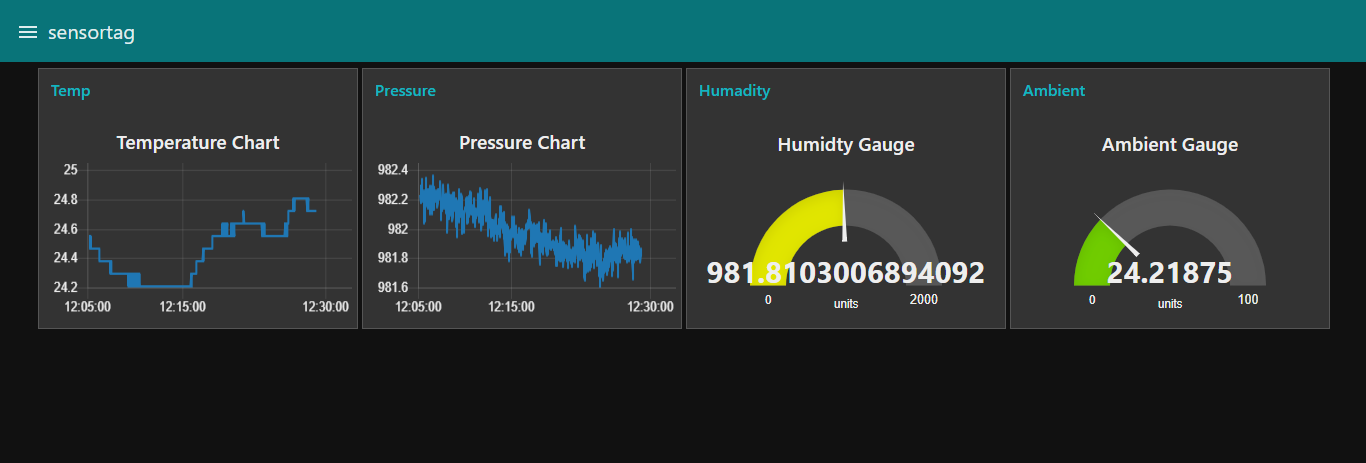 sensortag
Temp
Temperature Chart
25
24.8
24.6
24.4
24.2
12:05:00 12:15:00 12:30:00
Pressure
Pressure Chart
982.4
982.2
982
981.8
981.6
12:05:00 12:15:00 12:30:00
Humadity
Humidty Gauge
981.8103006894092
0 units 2000
Ambient
Ambient Gauge
24.21875
0 units 100